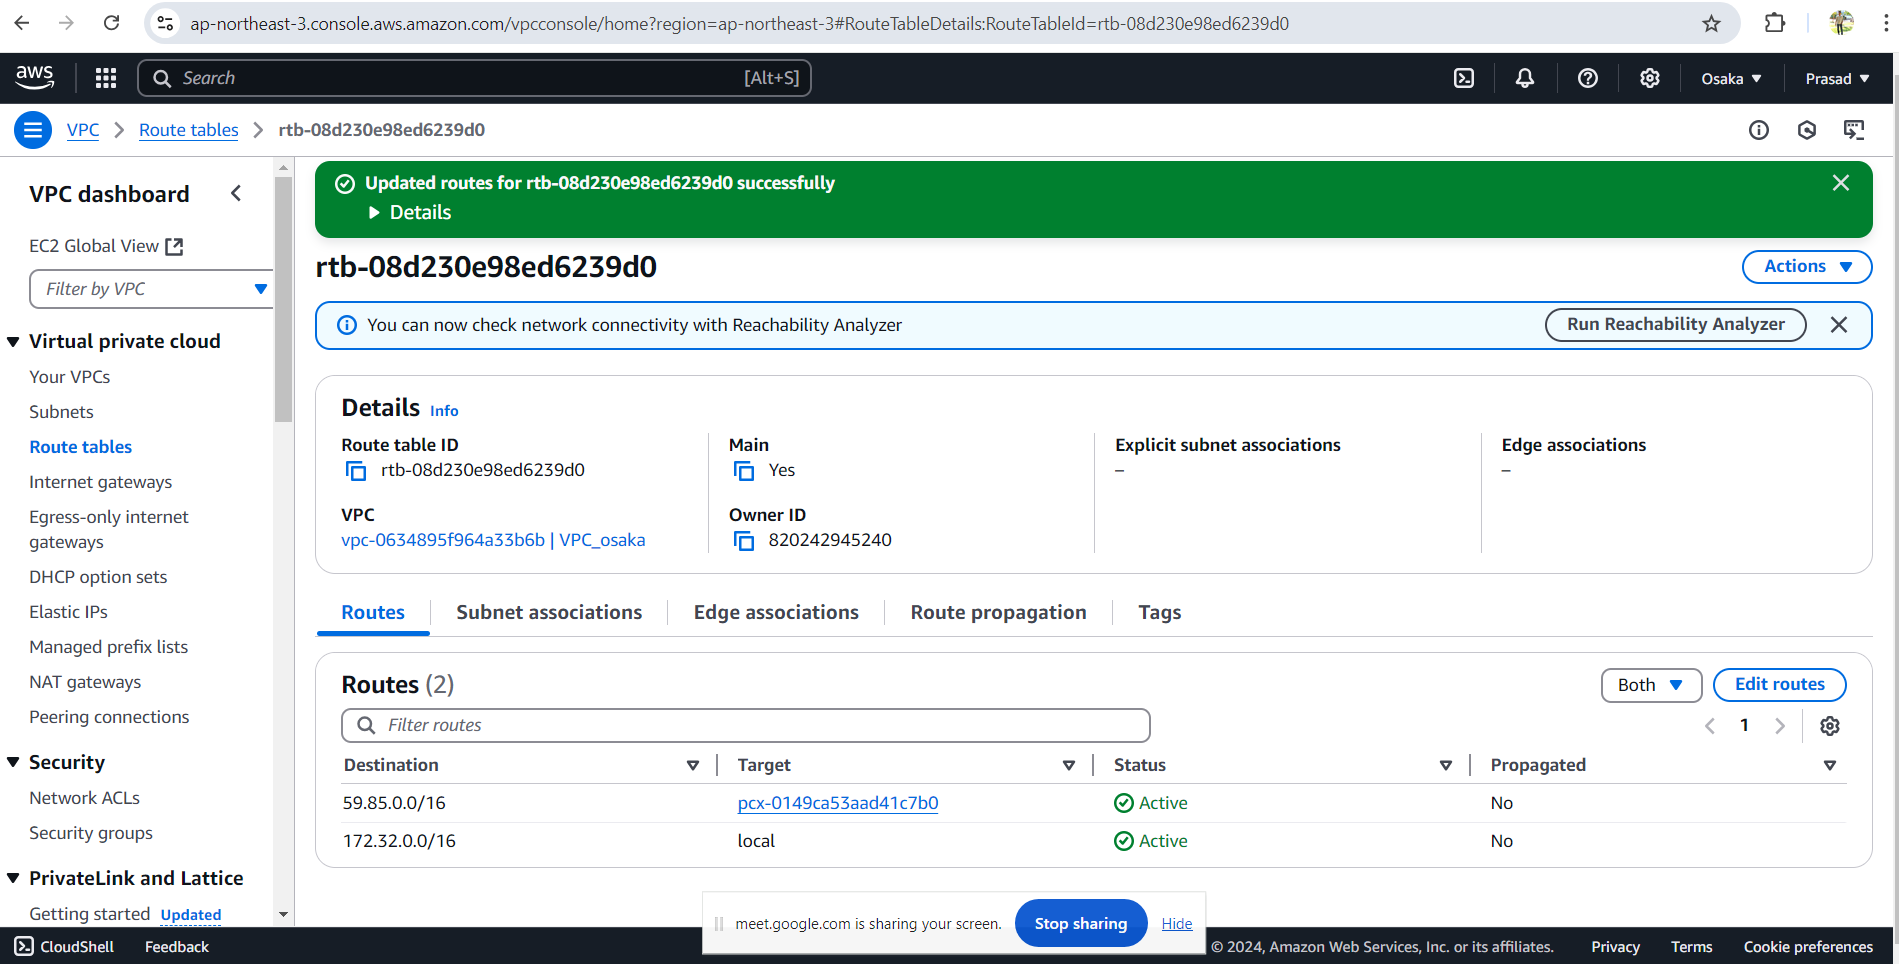 ap-northeast-3.console.aws.amazon.com/vpcconsole/home?region=ap-northeast-3#RouteTableDetails:RouteTableId=rtb-08d230e98ed6239d0
aws
Search
[Alt+S]
Osaka
Prasad
VPC
Route tables
rtb-08d230e98ed6239d0
VPC dashboard
EC2 Global View
Filter by VPC
Virtual private cloud
Your VPCs
Subnets
Route tables
Internet gateways
Egress-only internet
gateways
DHCP option sets
Elastic IPs
Managed prefix lists
NAT gateways
Peering connections
Security
Network ACLs
Security groups
PrivateLink and Lattice
Getting started Updated
Updated routes for rtb-08d230e98ed6239d0 successfully
Details
rtb-08d230e98ed6239d0
Actions
You can now check network connectivity with Reachability Analyzer
Run Reachability Analyzer
Details Info
Route table ID
rtb-08d230e98ed6239d0
Main
Yes
Explicit subnet associations
–
Edge associations
–
VPC
vpc-0634895f964a33b6b | VPC_osaka
Owner ID
820242945240
Routes
Subnet associations
Edge associations
Route propagation
Tags
Routes (2)
Both
Edit routes
Filter routes
1
Destination Target Status Propagated
59.85.0.0/16 pcx-0149ca53aad41c7b0 Active No
172.32.0.0/16 local Active No
meet.google.com is sharing your screen.
Stop sharing
Hide
CloudShell
Feedback
© 2024, Amazon Web Services, Inc. or its affiliates.
Privacy
Terms
Cookie preferences